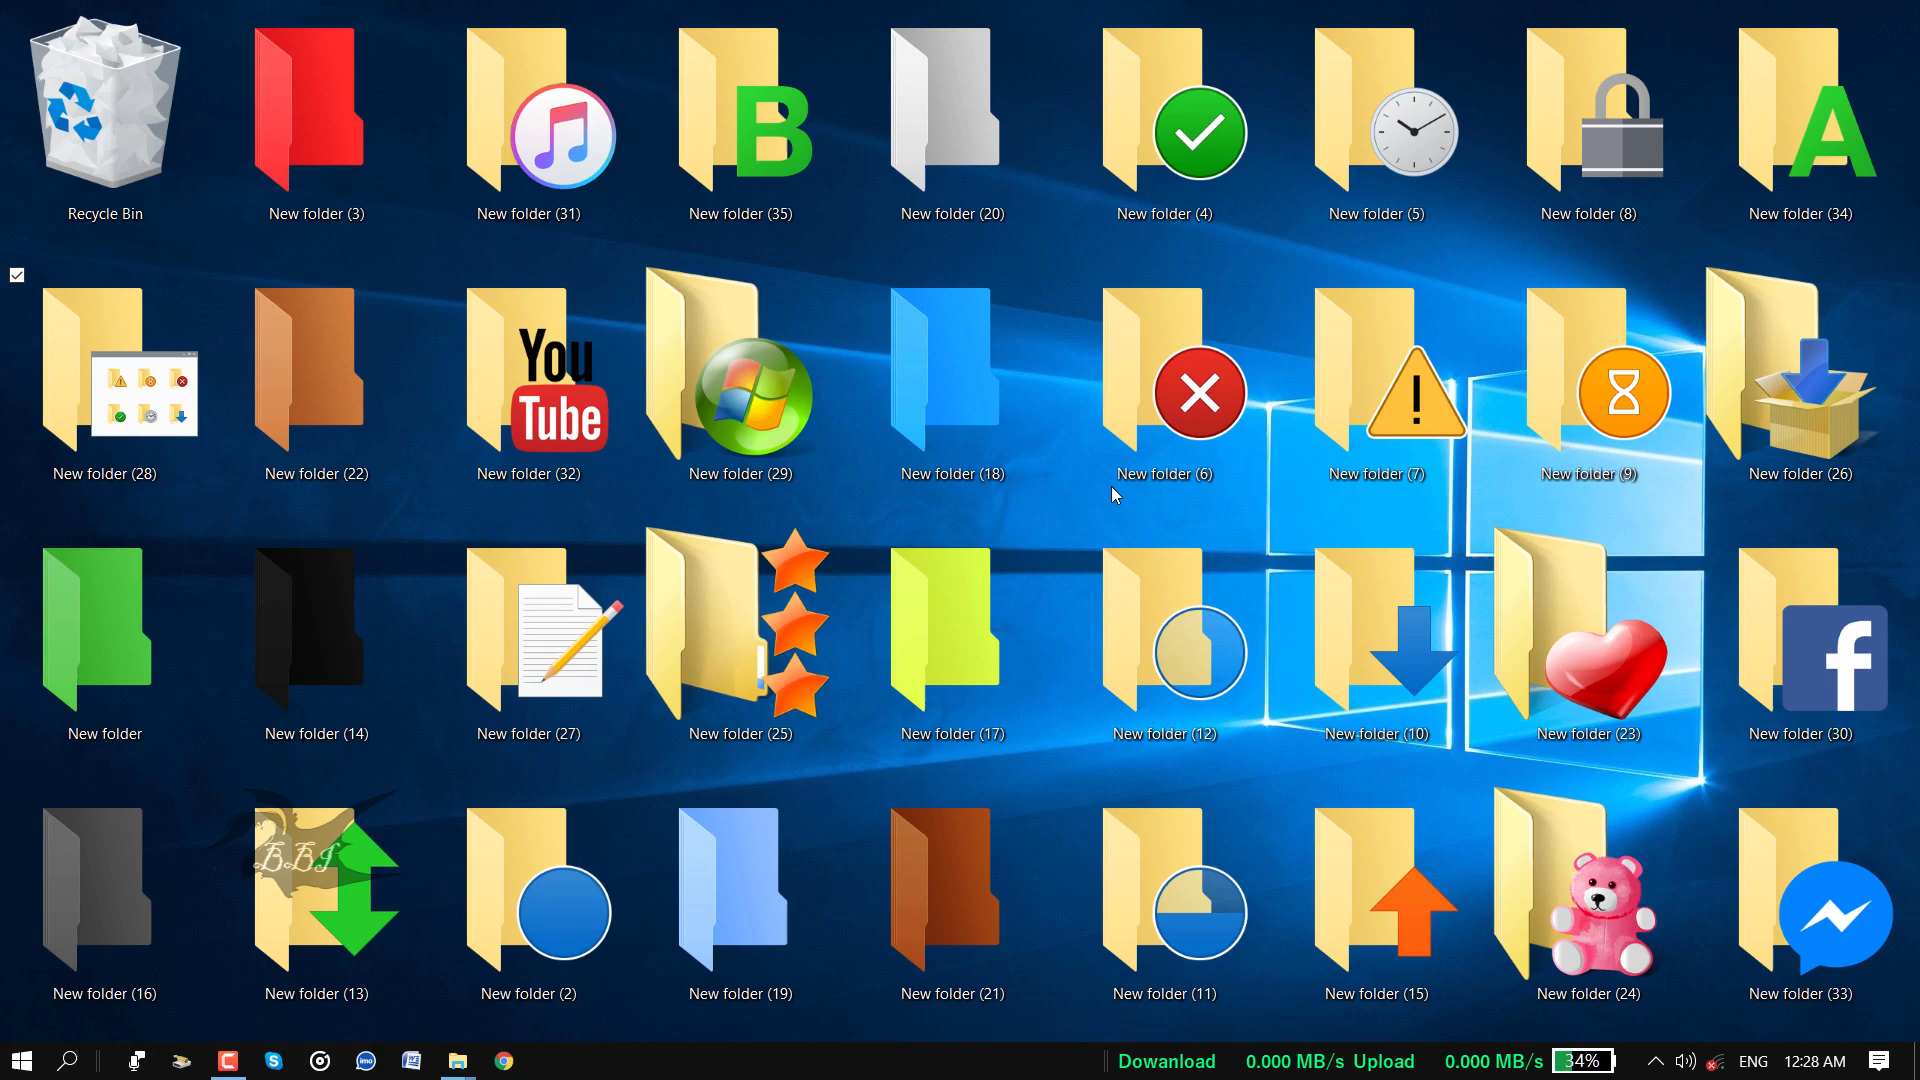 B
A
Recycle Bin
New folder (3)
New folder (31)
New folder (35)
New folder (20)
New folder (4)
New folder (5)
New folder (8)
New folder (34)
You
Tube
!
New folder (28)
New folder (22)
New folder (32)
New folder (29)
New folder (18)
New folder (6)
New folder (7)
New folder (9)
New folder (26)
f
New folder
New folder (14)
New folder (27)
New folder (25)
New folder (17)
New folder (12)
New folder (10)
New folder (23)
New folder (30)
New folder (16)
New folder (13)
New folder (2)
New folder (19)
New folder (21)
New folder (11)
New folder (15)
New folder (24)
New folder (33)
imo
Dowanload 0.000 MB/s Upload 0.000 MB/s 34% ENG 12:28 AM